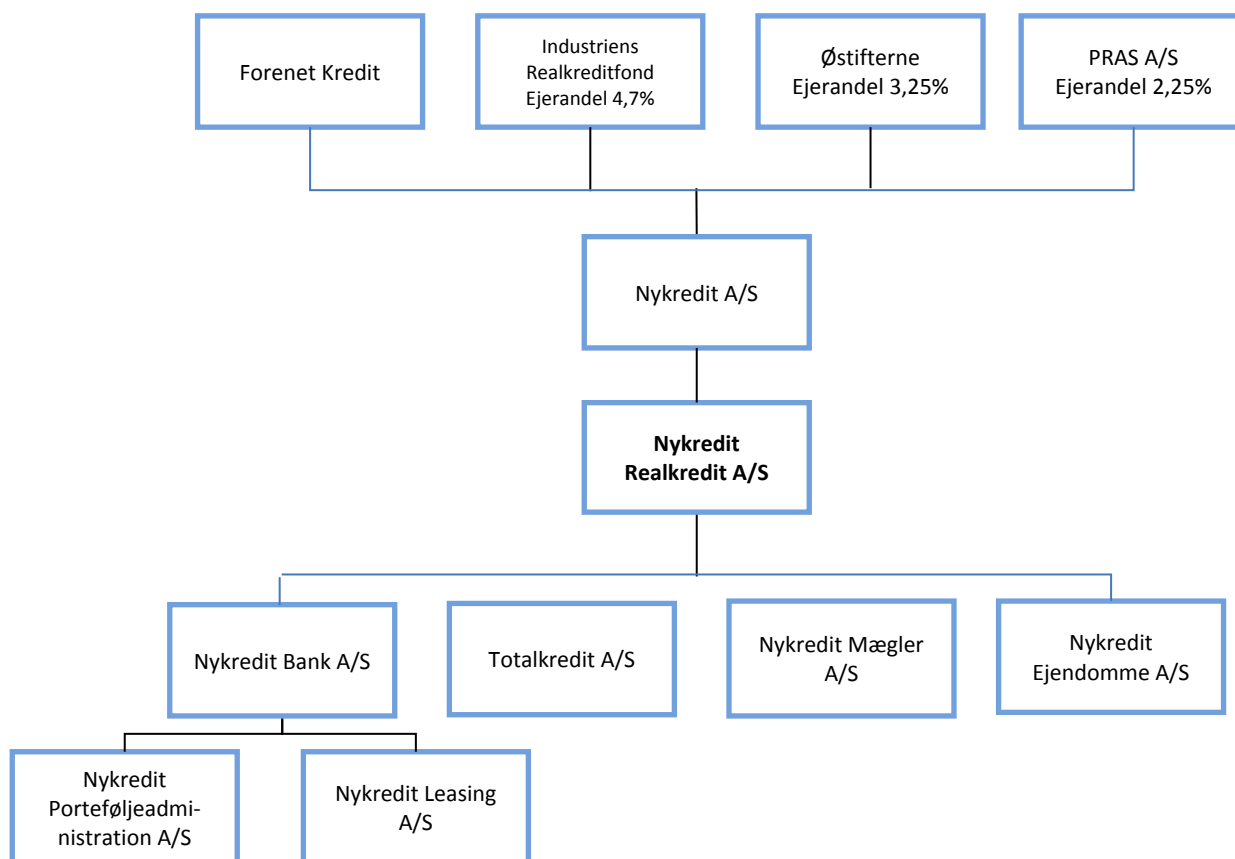 Forenet Kredit
Industriens
Realkreditfond
Ejerandel 4,7%
Østifterne
Ejerandel 3,25%
PRAS A/S
Ejerandel 2,25%
Nykredit A/S
Nykredit
Realkredit A/S
Nykredit Bank A/S
Totalkredit A/S
Nykredit Mægler
A/S
Nykredit
Ejendomme A/S
Nykredit
Porteføljeadmi-
nistration A/S
Nykredit Leasing
A/S